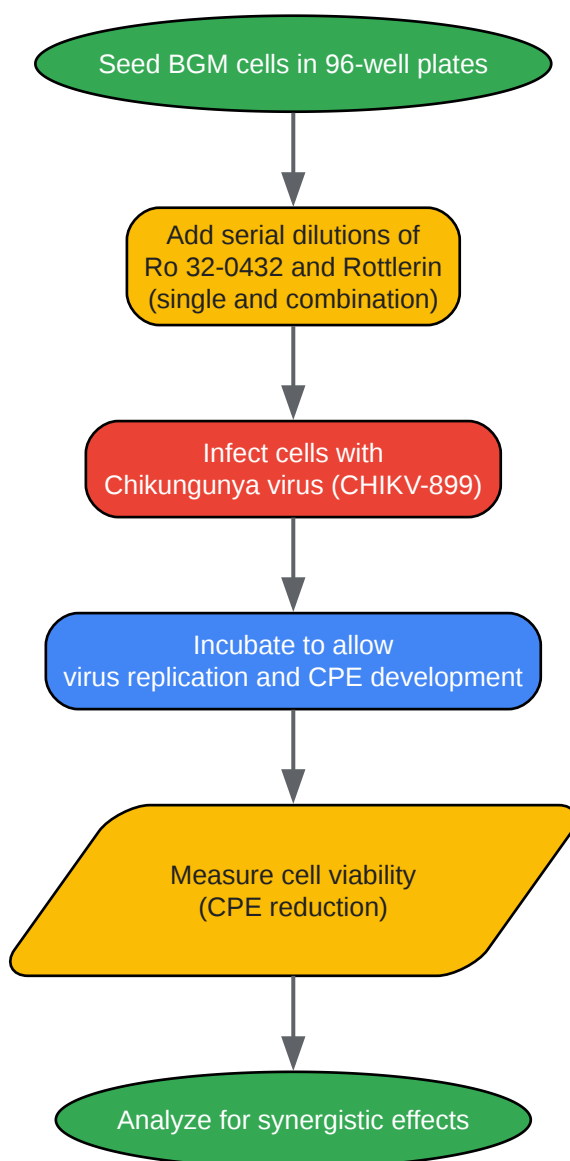 Seed BGM cells in 96-well plates
Add serial dilutions of
Ro 32-0432 and Rottlerin
(single and combination)
Infect cells with
Chikungunya virus (CHIKV-899)
Incubate to allow
virus replication and CPE development
Measure cell viability
(CPE reduction)
Analyze for synergistic effects